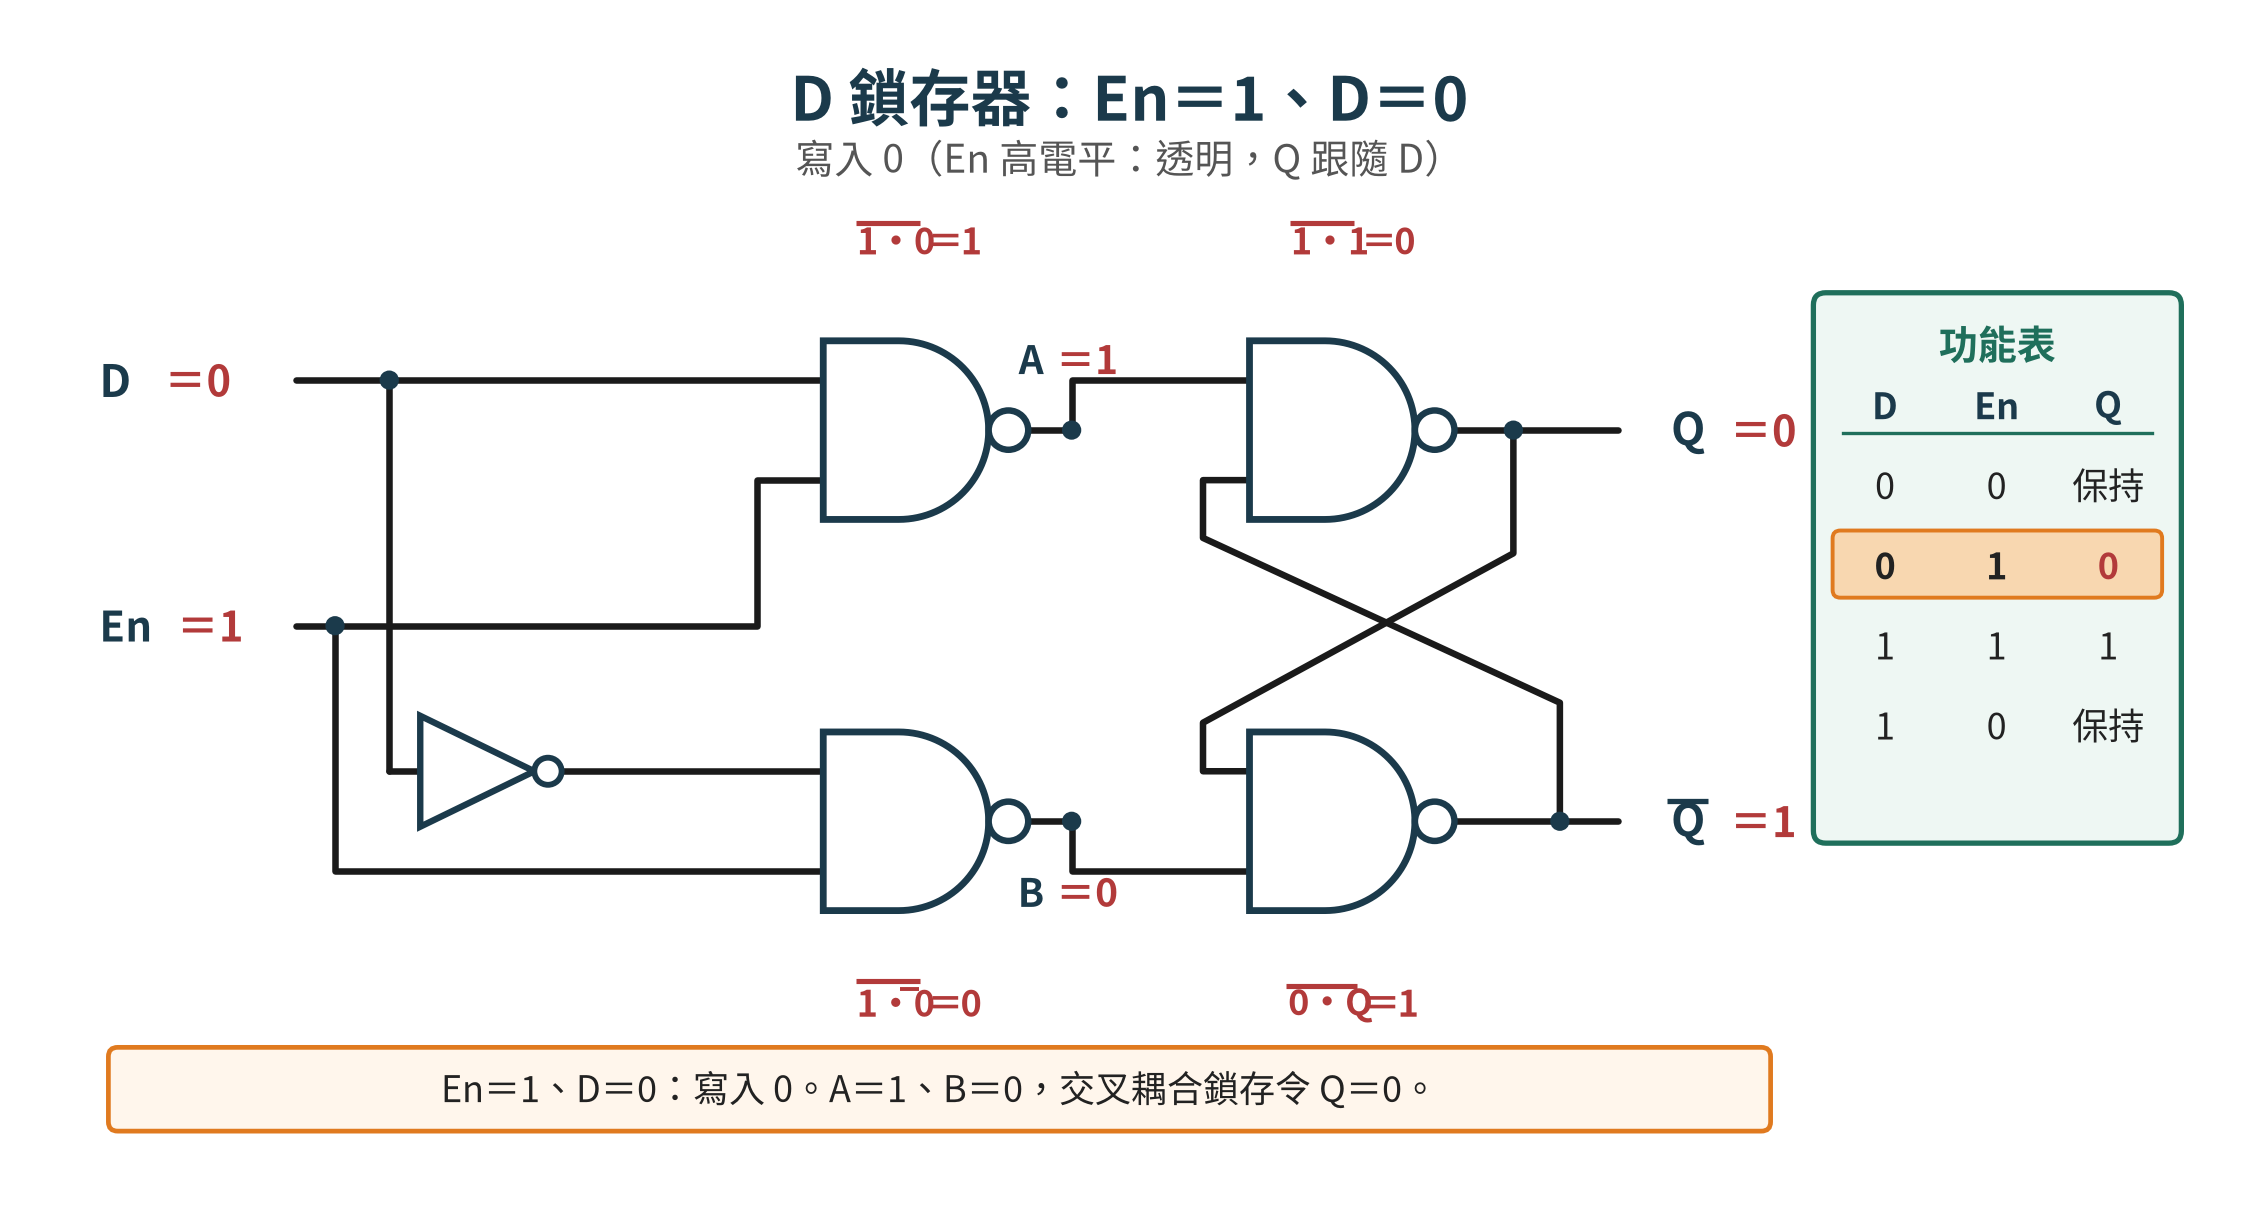 D 鎖存器：En＝1、D＝0
寫入 0（En 高電平：透明，Q 跟隨 D）
1・0=1
1・1=0
D ＝0
A ＝1
Q ＝0
En ＝1
B ＝0
Q ＝1
1・0=0
0・Q=1
功能表
D En Q
0 0 保持
0 1 0
1 1 1
1 0 保持
En＝1、D＝0：寫入 0。A＝1、B＝0，交叉耦合鎖存令 Q＝0。